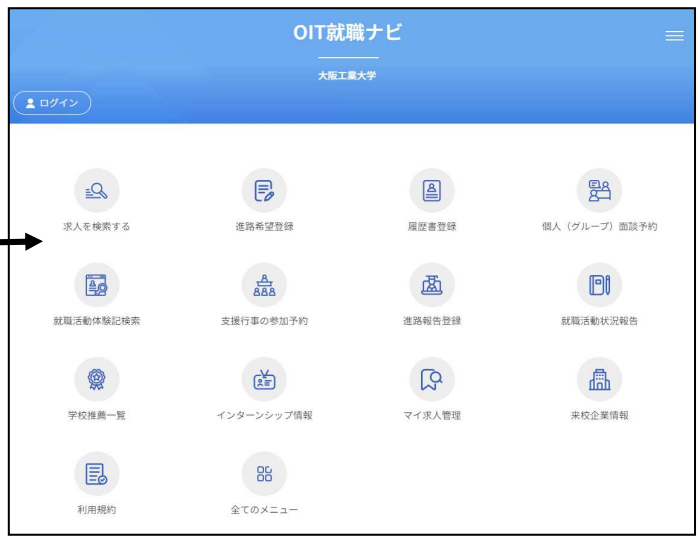 OIT就職ナビ
大阪工業大学
ログイン
求人を検索する
進路希望登録
履歴書登録
個人（グループ）面談予約
就職活動体験記検索
支援行事の参加予約
進路報告登録
就職活動状況報告
学校推薦一覧
インターンシップ情報
マイ求人管理
来校企業情報
利用規約
全てのメニュー